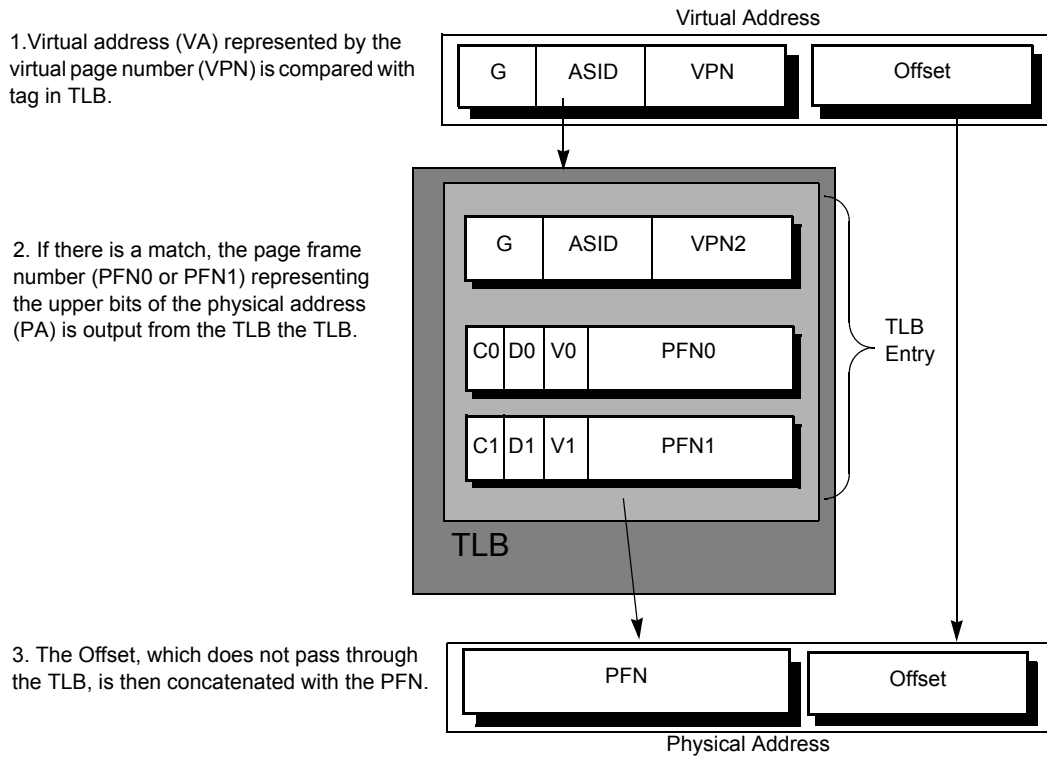 Virtual Address
1.Virtual address (VA) represented by the
virtual page number (VPN) is compared with
tag in TLB.
G ASID VPN Offset
2. If there is a match, the page frame
number (PFN0 or PFN1) representing
the upper bits of the physical address
(PA) is output from the TLB the TLB.
G ASID VPN2
C0 D0 V0 PFN0
C1 D1 V1 PFN1
TLB
Entry
TLB
3. The Offset, which does not pass through
the TLB, is then concatenated with the PFN.
PFN Offset
Physical Address